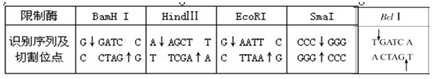 限制酶 BamH I HindIII EcoRI SmaI Bcl I
识别序列及 G↓GATC C A↓AGCT T G↓AATT C CCC↓GGG T GATC A
切割位点 C CTAG↑G T TCGA↑A C TTAA↑G GGG↑CCC A CTAG T